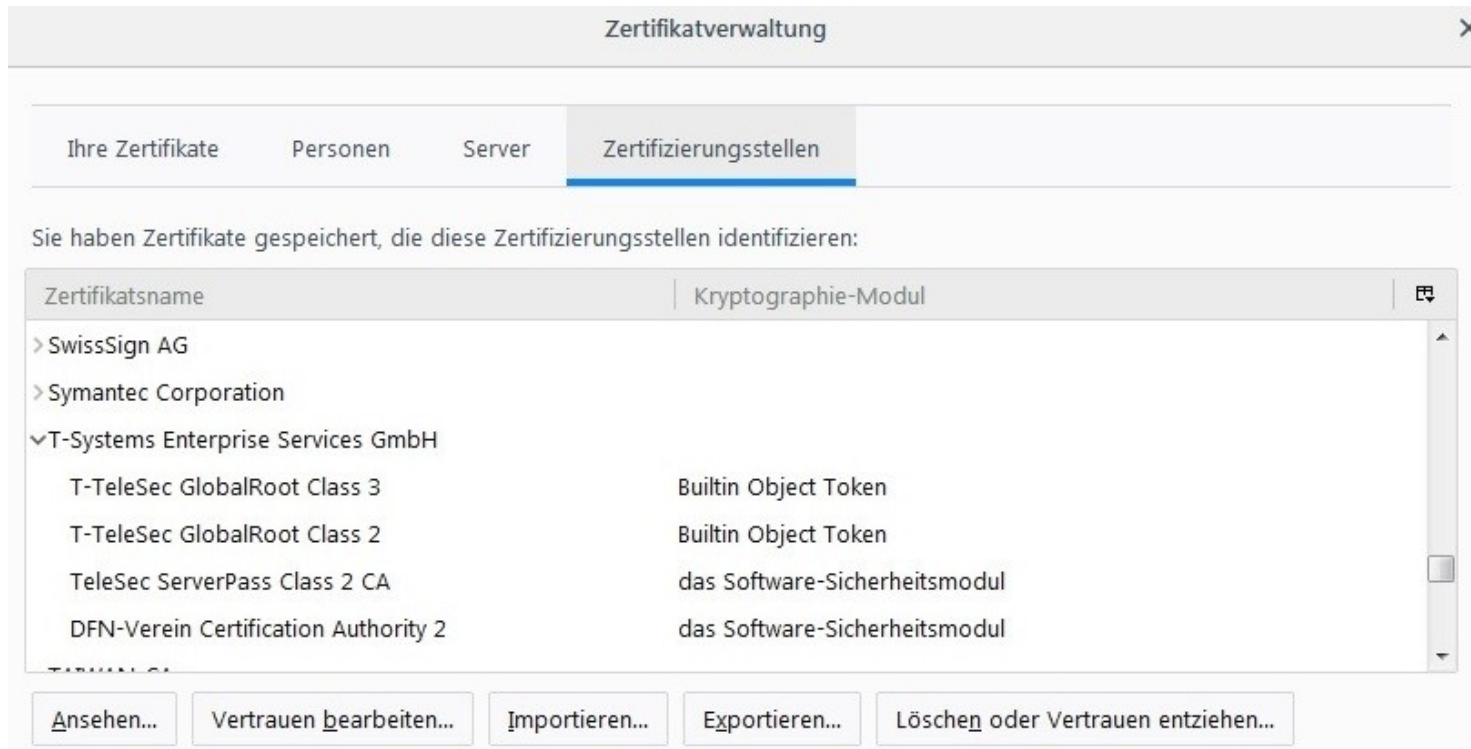 Zertifikatverwaltung
Ihre Zertifikate Personen Server Zertifizierungsstellen
Sie haben Zertifikate gespeichert, die diese Zertifizierungsstellen identifizieren:
Zertifikatsname Kryptographie-Modul
SwissSign AG
Symantec Corporation
T-Systems Enterprise Services GmbH
T-TeleSec GlobalRoot Class 3 Builtin Object Token
T-TeleSec GlobalRoot Class 2 Builtin Object Token
TeleSec ServerPass Class 2 CA das Software-Sicherheitsmodul
DFN-Verein Certification Authority 2 das Software-Sicherheitsmodul
Ansehen... Vertrauen bearbeiten... Importieren... Exportieren... Löschen oder Vertrauen entziehen...